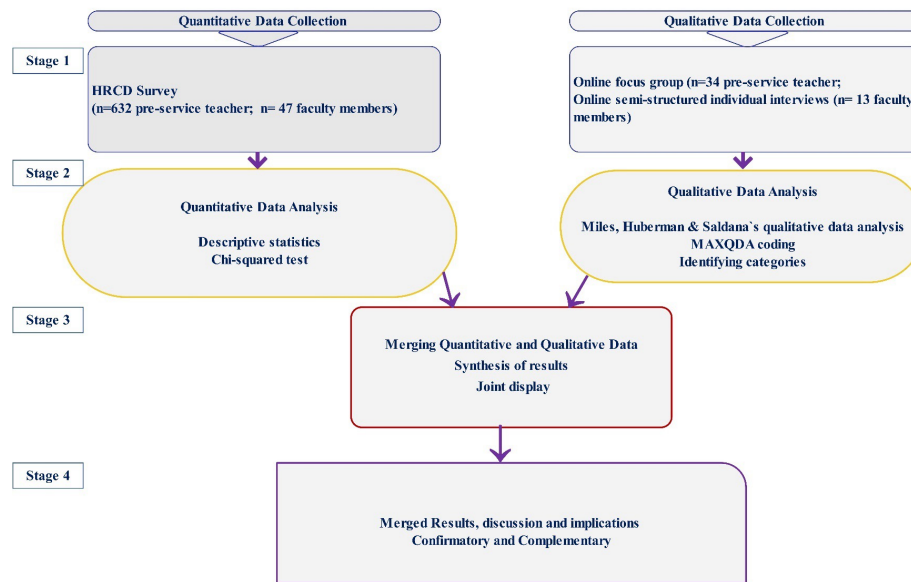 Quantitative Data Collection
Qualitative Data Collection
Stage 1
HRCD Survey
(n=632 pre-service teacher; n= 47 faculty members)
Online focus group (n=34 pre-service teacher;
Online semi-structured individual interviews (n= 13 faculty
members)
Stage 2
Quantitative Data Analysis
Descriptive statistics
Chi-squared test
Qualitative Data Analysis
Miles, Huberman & Saldana`s qualitative data analysis
MAXQDA coding
Identifying categories
Stage 3
Merging Quantitative and Qualitative Data
Synthesis of results
Joint display
Stage 4
Merged Results, discussion and implications
Confirmatory and Complementary